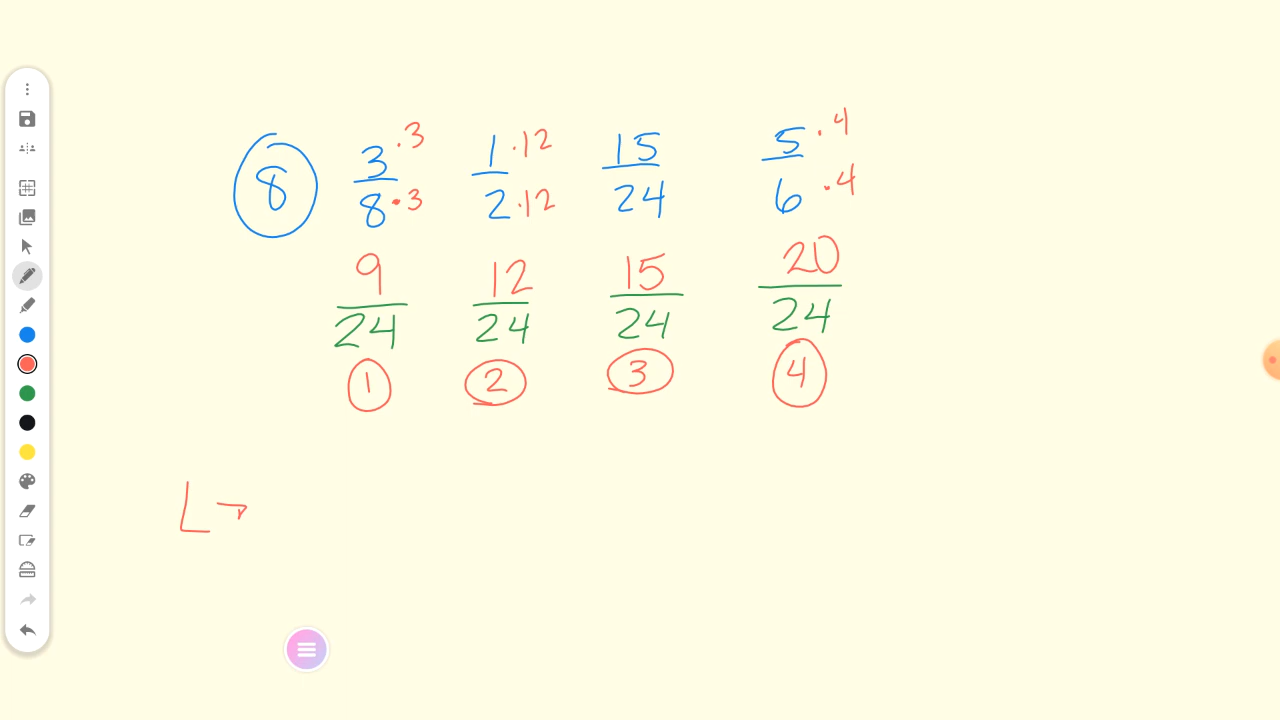 8 3/8 ·3 ·3 1/2 ·12 ·12 15/24 5/6 ·4 ·4
9/24 12/24 15/24 20/24
1 2 3 4
L →